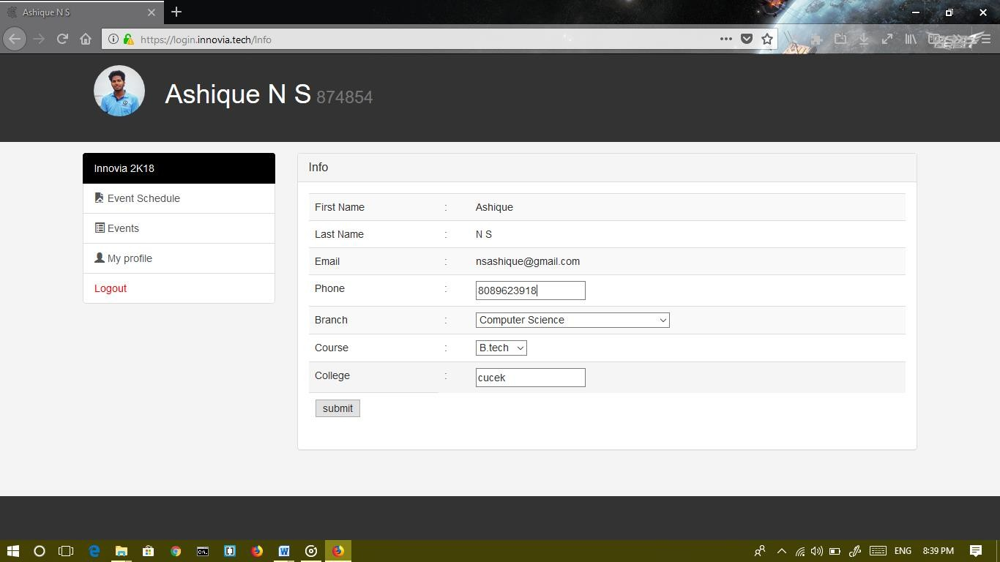 Ashique N S
https://login.innovia.tech/Info
Ashique N S 874854
Innovia 2K18
Event Schedule
Events
My profile
Logout
Info
First Name : Ashique
Last Name : N S
Email : nsashique@gmail.com
Phone : 8089623918
Branch : Computer Science
Course : B.tech
College : cucek
submit
ENG 8:39 PM